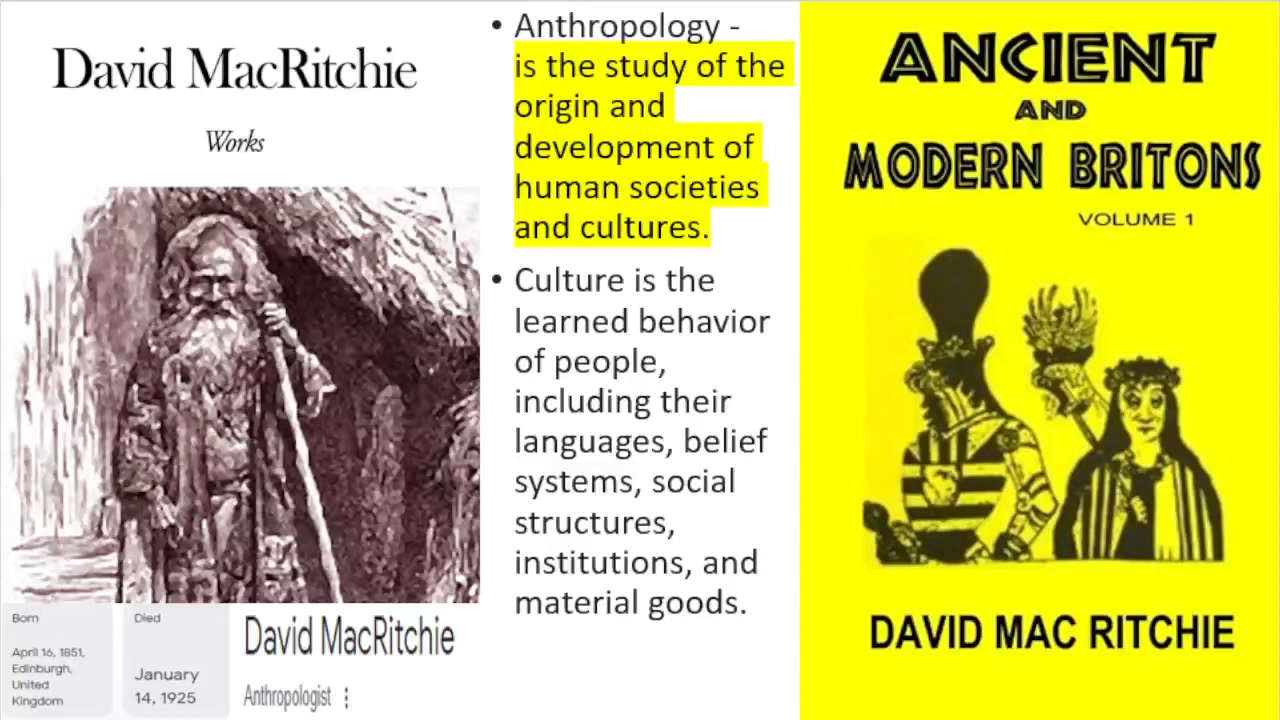 David MacRitchie
Works
Born
April 16, 1851,
Edinburgh,
United
Kingdom
Died
January
14, 1925
David MacRitchie
Anthropologist
• Anthropology -
is the study of the
origin and
development of
human societies
and cultures.
• Culture is the
learned behavior
of people,
including their
languages, belief
systems, social
structures,
institutions, and
material goods.
ANCIENT
AND
MODERN BRITONS
VOLUME 1
DAVID MAC RITCHIE